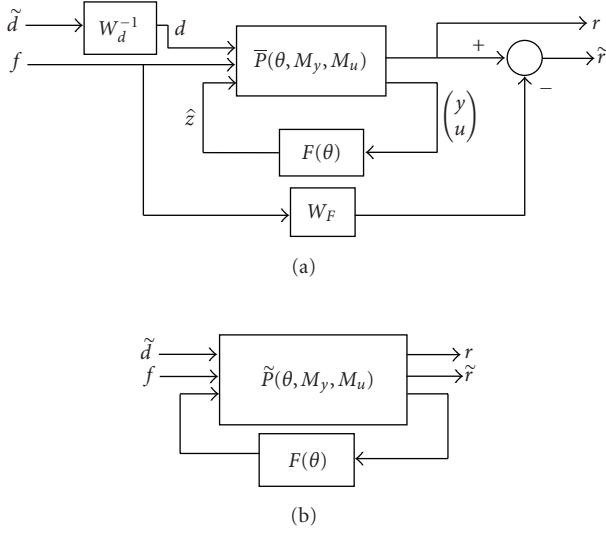 d̃ W_d^{-1} d r
f P̅(θ, M_y, M_u) + r̃
−
ẑ (y u)
F(θ)
W_F
(a)
d̃ r
f P̃(θ, M_y, M_u) r̃
F(θ)
(b)